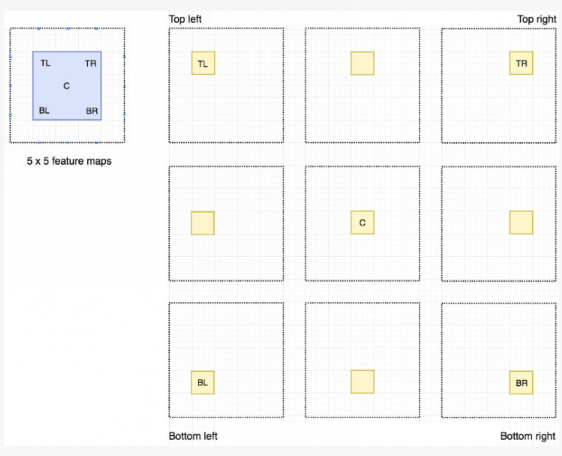 Top left
Top right
TL
TR
C
BL
BR
TL
TR
5 x 5 feature maps
C
BL
BR
Bottom left
Bottom right